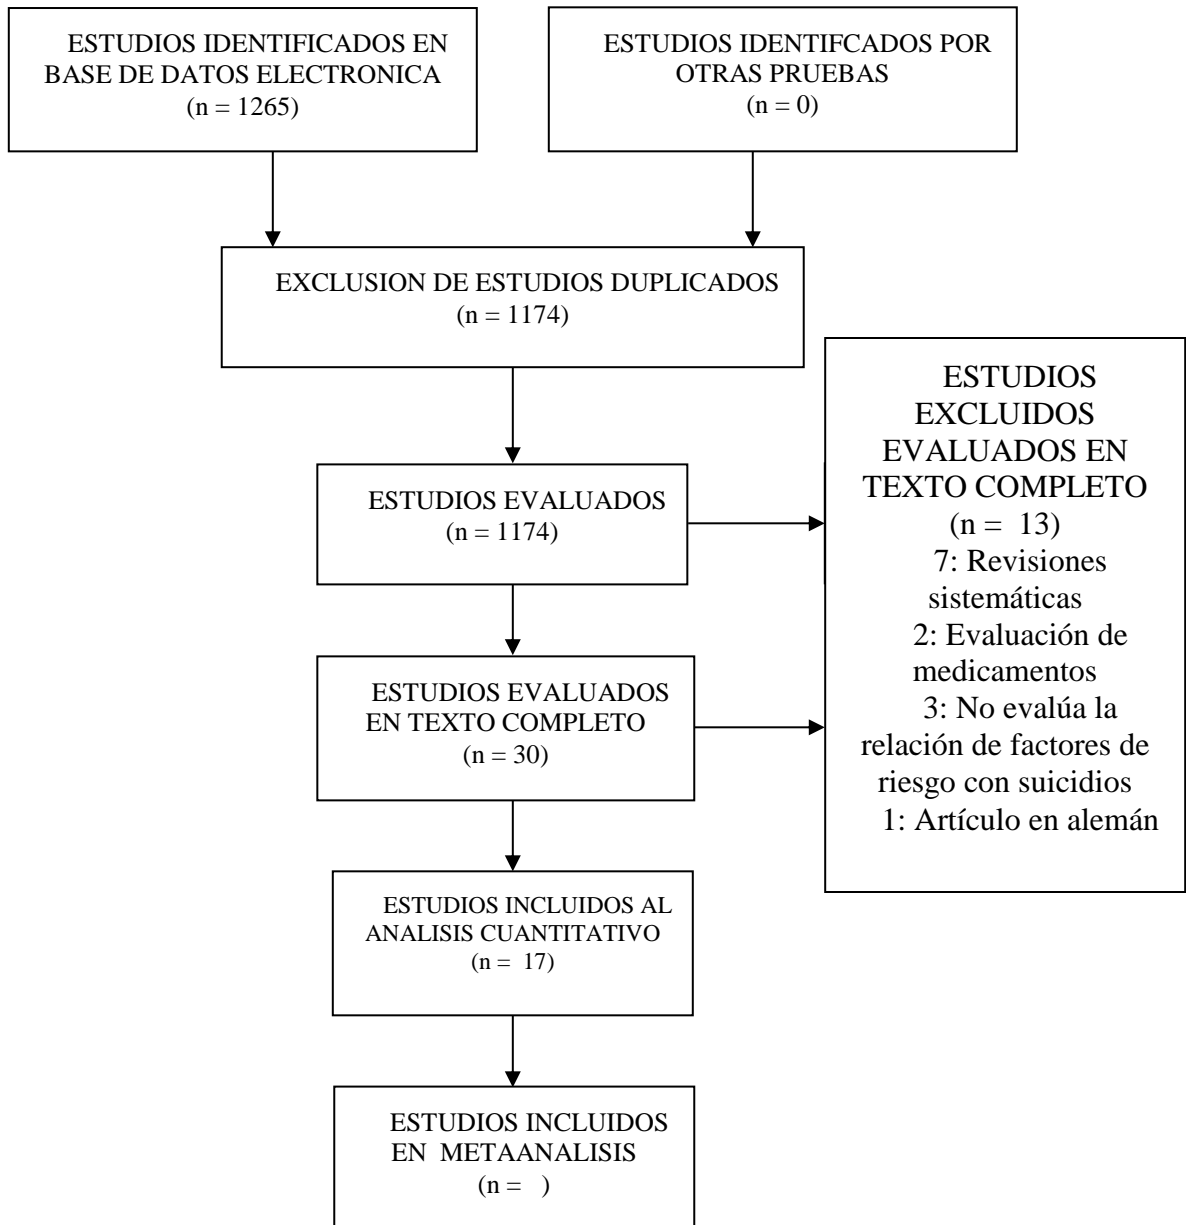 ESTUDIOS IDENTIFICADOS EN
BASE DE DATOS ELECTRONICA
(n = 1265)
ESTUDIOS IDENTIFCADOS POR
OTRAS PRUEBAS
(n = 0)
EXCLUSION DE ESTUDIOS DUPLICADOS
(n = 1174)
ESTUDIOS EVALUADOS
(n = 1174)
ESTUDIOS
EXCLUIDOS
EVALUADOS EN
TEXTO COMPLETO
(n = 13)
7: Revisiones
sistemáticas
2: Evaluación de
medicamentos
3: No evalúa la
relación de factores de
riesgo con suicidios
1: Artículo en alemán
ESTUDIOS EVALUADOS
EN TEXTO COMPLETO
(n = 30)
ESTUDIOS INCLUIDOS AL
ANALISIS CUANTITATIVO
(n = 17)
ESTUDIOS INCLUIDOS
EN METAANALISIS
(n = )